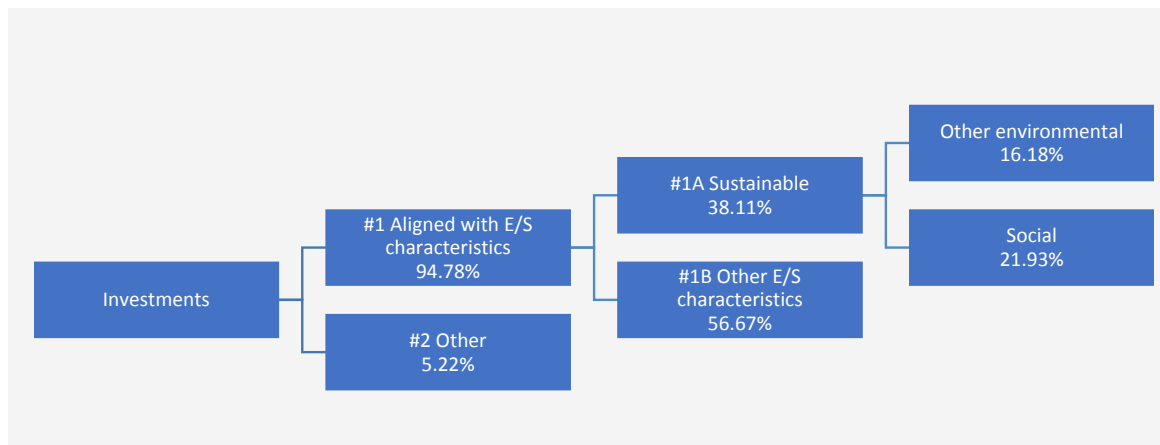 Investments
#1 Aligned with E/S
characteristics
94.78%
#2 Other
5.22%
#1A Sustainable
38.11%
#1B Other E/S
characteristics
56.67%
Other environmental
16.18%
Social
21.93%